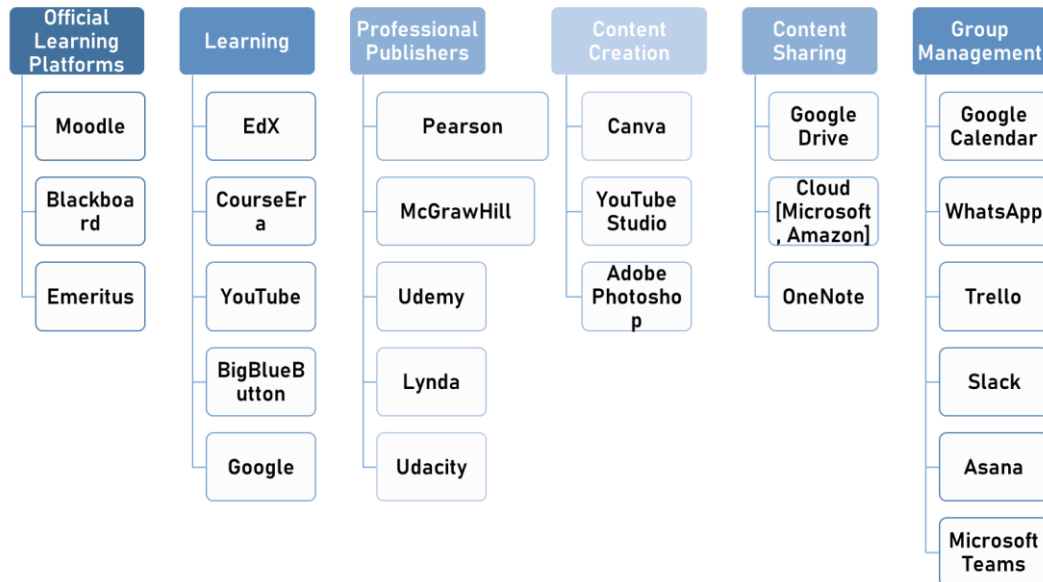 Official
Learning
Platforms
Moodle
Blackboa
rd
Emeritus
Learning
EdX
CourseEr
a
YouTube
BigBlueB
utton
Google
Professional
Publishers
Pearson
McGrawHill
Udemy
Lynda
Udacity
Content
Creation
Canva
YouTube
Studio
Adobe
Photosho
p
Content
Sharing
Google
Drive
Cloud
[Microsoft
, Amazon]
OneNote
Group
Management
Google
Calendar
WhatsApp
Trello
Slack
Asana
Microsoft
Teams